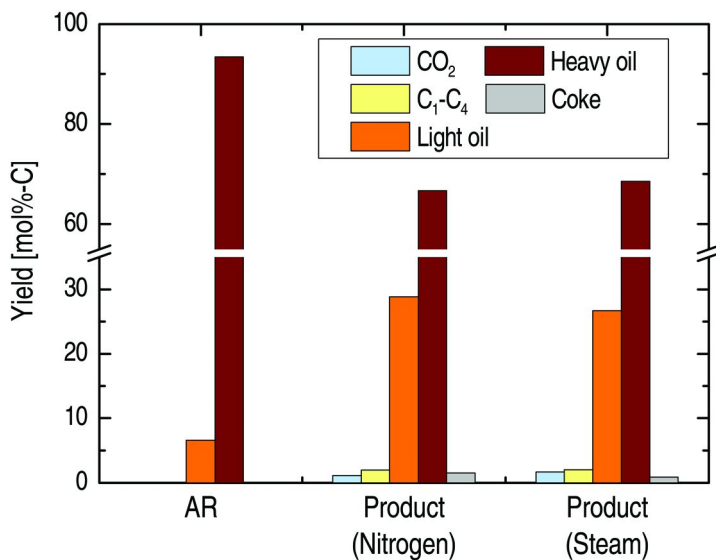 100
80
60
30
20
10
0
Yield [mol%-C]
CO₂
Heavy oil
C₁-C₄
Coke
Light oil
AR
Product
(Nitrogen)
Product
(Steam)